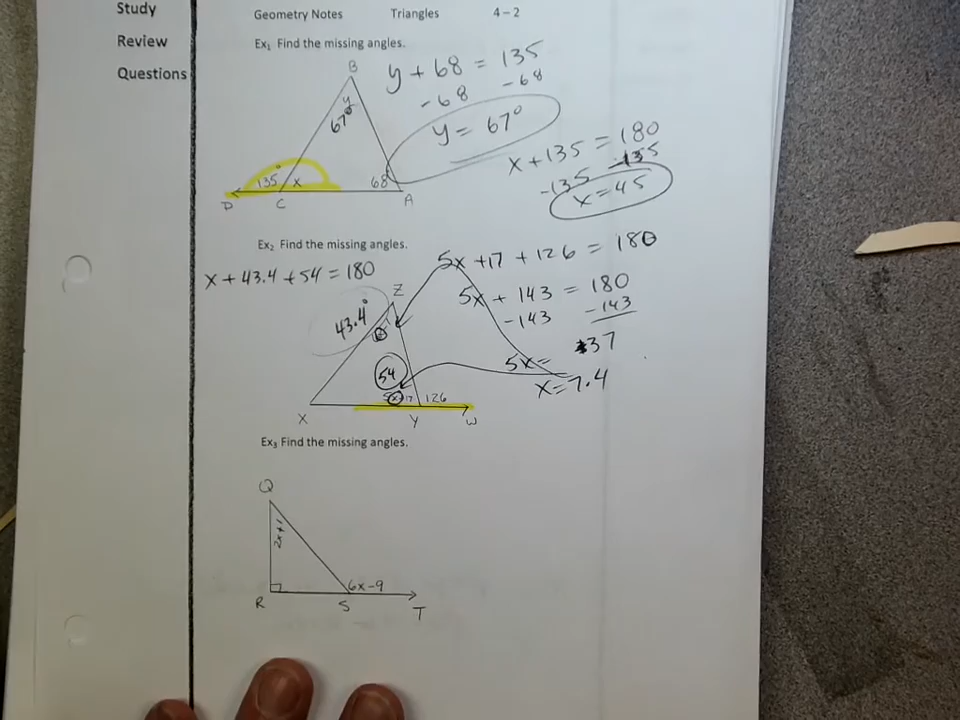 Study
Review
Questions
Geometry Notes Triangles 4-2
Ex1 Find the missing angles.
B
y
67°
135° x 68
D C A
y + 68 = 135
-68 -68
y = 67°
x + 135 = 180
-135 -135
x = 45
Ex2 Find the missing angles.
x + 43.4 + 54 = 180
5x + 17 + 126 = 180
5x + 143 = 180
-143 -143
5x = 37
x = 7.4
Z
43.4°
54
5x+17 126
X Y W
Ex3 Find the missing angles.
Q
6x-9
R S T